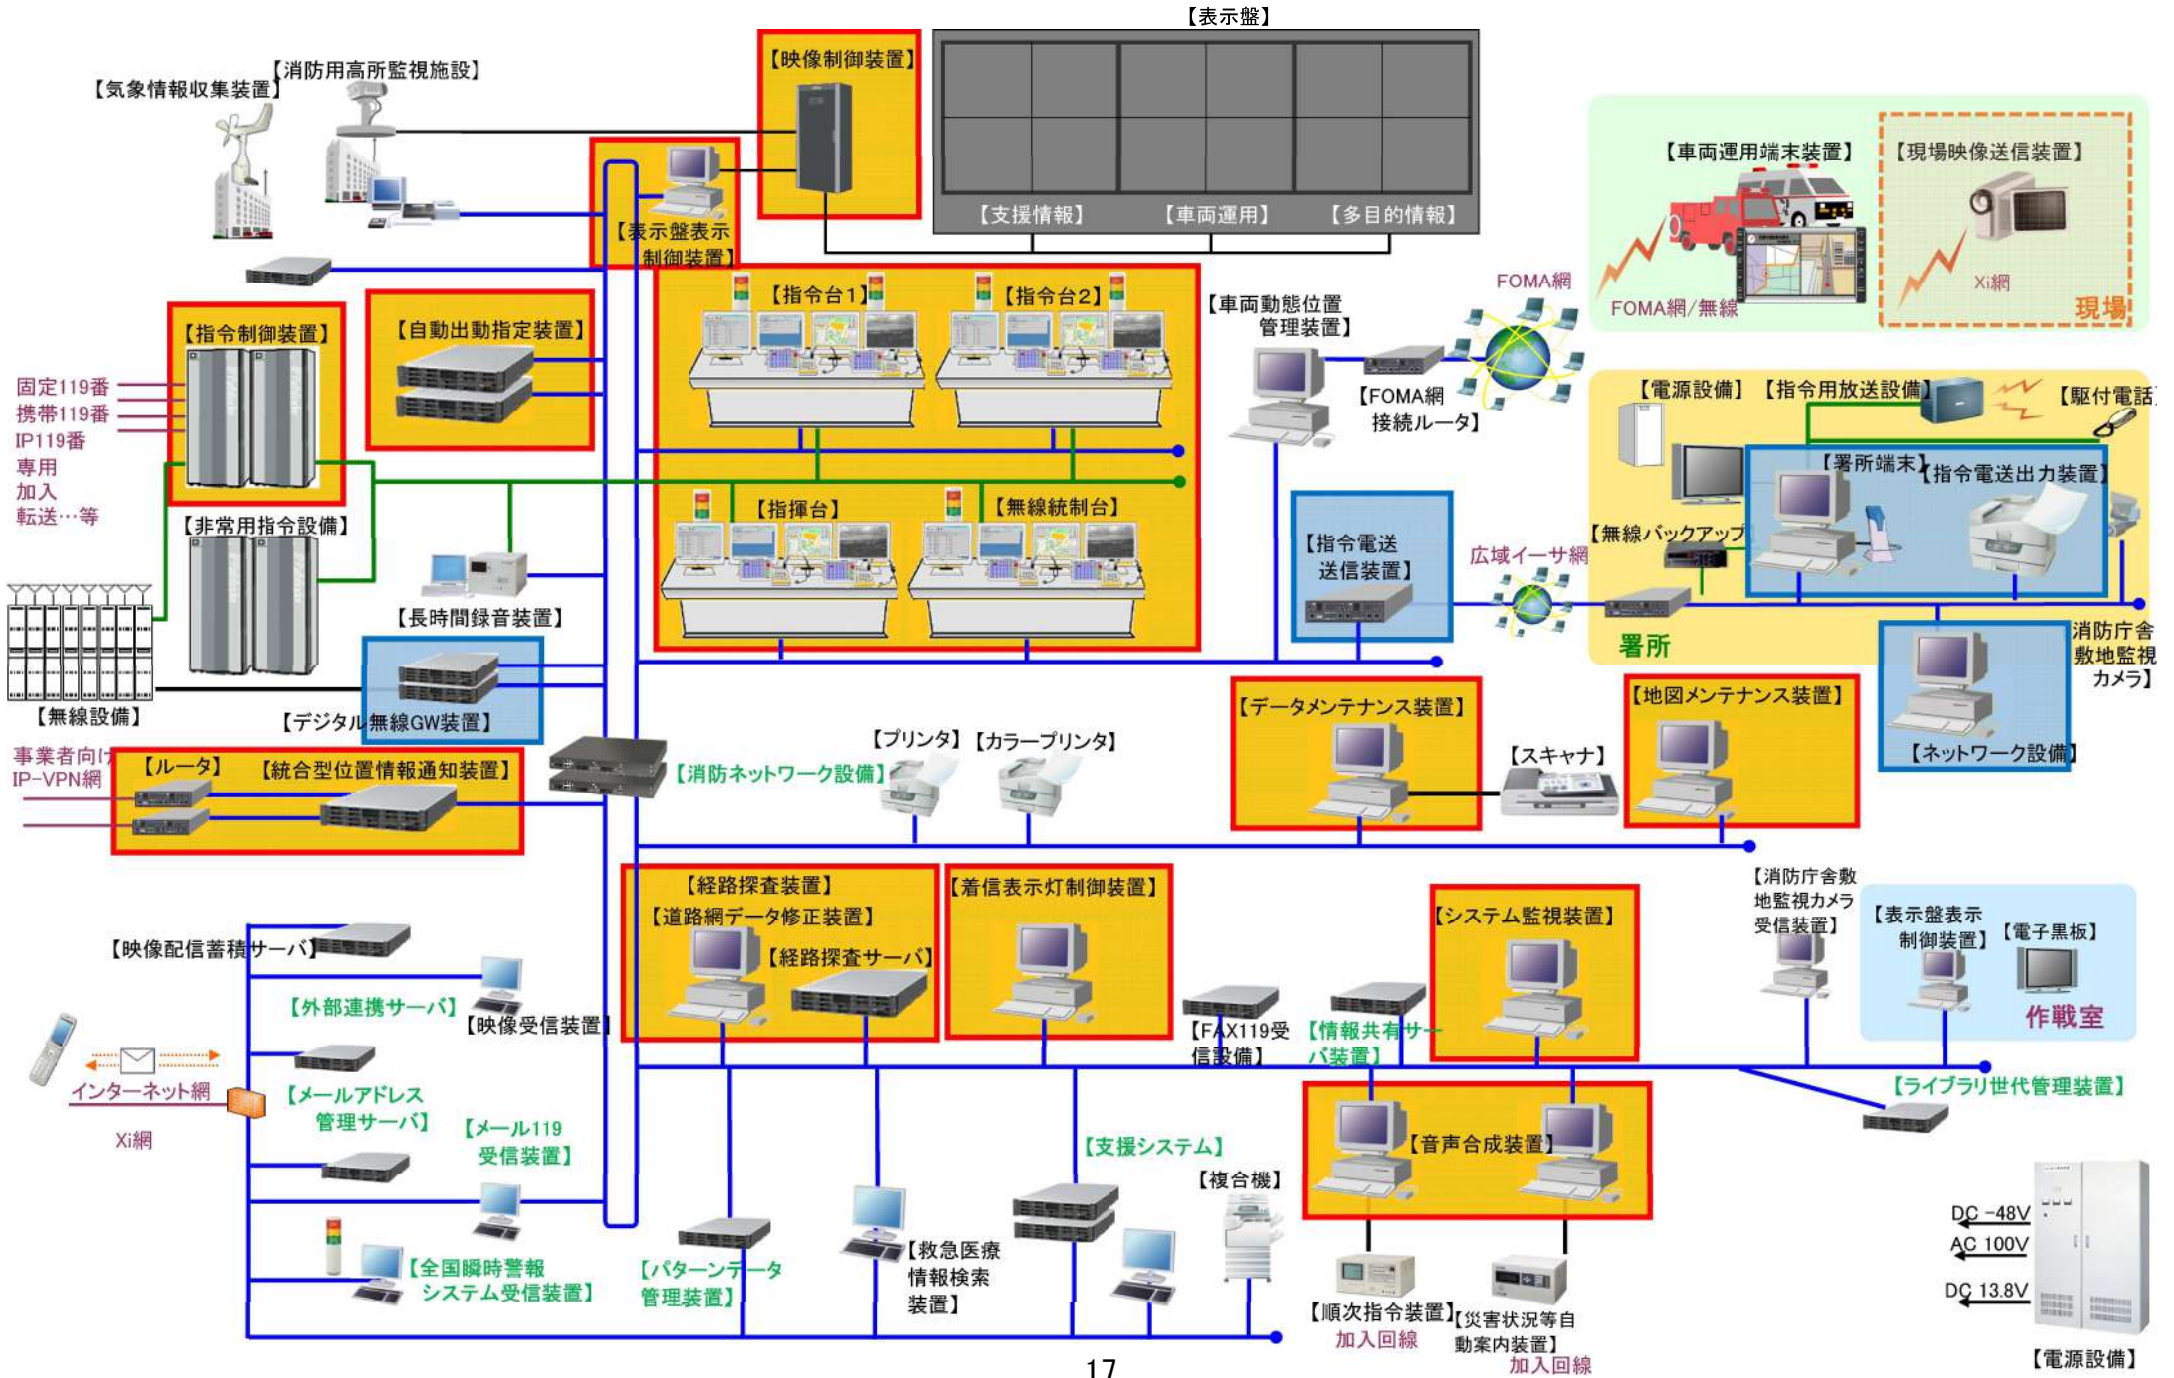 【表示盤】
【映像制御装置】
【消防用高所監視施設】
【気象情報収集装置】
【支援情報】
【車両運用】
【多目的情報】
【表示盤表示
制御装置】
【車両運用端末装置】
【現場映像送信装置】
FOMA網/無線
Xi網
現場
【指令制御装置】
【自動出動指定装置】
【指令台1】
【指令台2】
【車両動態位置
管理装置】
FOMA網
【FOMA網
接続ルータ】
固定119番
携帯119番
IP119番
専用
加入
転送…等
【電源設備】
【指令用放送設備】
【駆付電話】
【署所端末】
【指令電送出力装置】
【無線バックアップ】
【非常用指令設備】
【長時間録音装置】
【指揮台】
【無線統制台】
【指令電送
送信装置】
広域イーサ網
署所
消防庁舎
敷地監視
カメラ】
【ネットワーク設備】
【無線設備】
【デジタル無線GW装置】
事業者向け
IP-VPN網
【ルータ】
【統合型位置情報通知装置】
【消防ネットワーク設備】
【プリンタ】
【カラープリンタ】
【データメンテナンス装置】
【スキャナ】
【地図メンテナンス装置】
【経路探査装置】
【道路網データ修正装置】
【経路探査サーバ】
【着信表示灯制御装置】
【システム監視装置】
【消防庁舎敷
地監視カメラ
受信装置】
【表示盤表示
制御装置】
【電子黒板】
作戦室
【映像配信蓄積サーバ】
【外部連携サーバ】
【映像受信装置】
【FAX119受
信設備】
【情報共有サー
バ装置】
インターネット網
Xi網
【メールアドレス
管理サーバ】
【メール119
受信装置】
【ライブラリ世代管理装置】
【支援システム】
【複合機】
【音声合成装置】
【全国瞬時警報
システム受信装置】
【パターンデータ
管理装置】
【救急医療
情報検索
装置】
【順次指令装置】
加入回線
【災害状況等自
動案内装置】
加入回線
DC -48V
AC 100V
DC 13.8V
【電源設備】
17